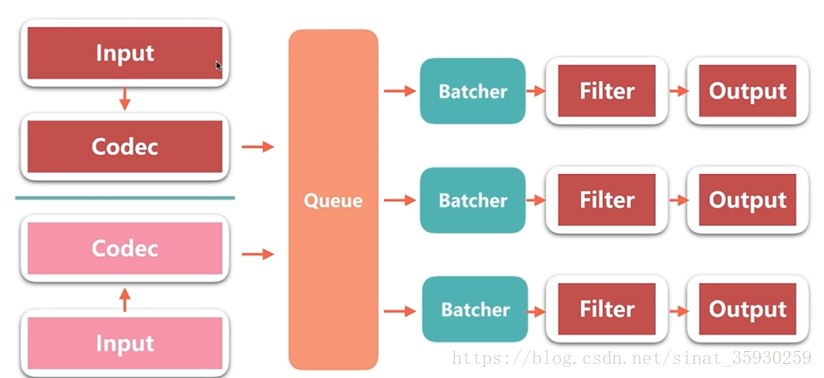 Input
Codec
Codec
Input
Queue
Batcher
Filter
Output
Batcher
Filter
Output
Batcher
Filter
Output
https://blog.csdn.net/sinat_35930259